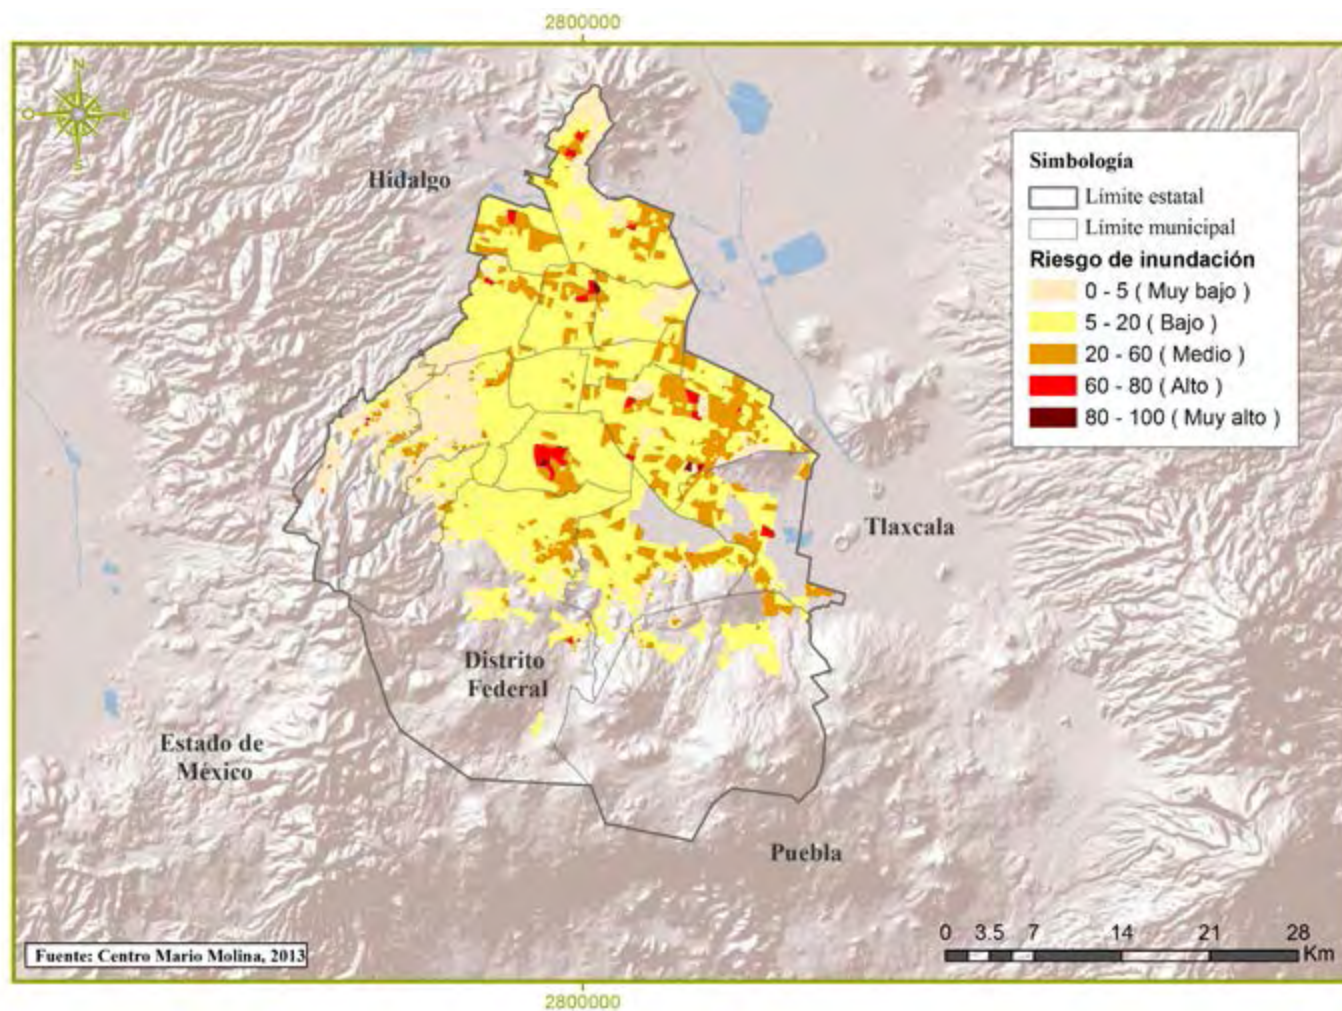 2800000
N
O
E
S
Hidalgo
Simbología
Límite estatal
Límite municipal
Riesgo de inundación
0 - 5 ( Muy bajo )
5 - 20 ( Bajo )
20 - 60 ( Medio )
60 - 80 ( Alto )
80 - 100 ( Muy alto )
Tlaxcala
Distrito
Federal
Estado de
México
Puebla
0 3.5 7 14 21 28
Km
Fuente: Centro Mario Molina, 2013
2800000